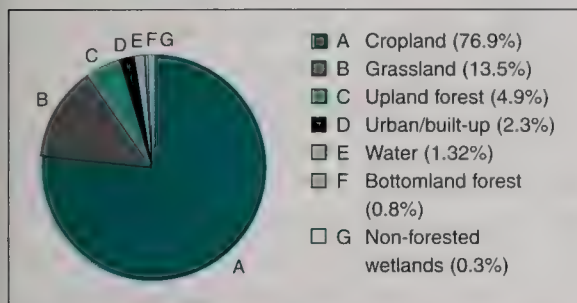 A Cropland (76.9%)
B Grassland (13.5%)
C Upland forest (4.9%)
D Urban/built-up (2.3%)
E Water (1.32%)
F Bottomland forest
(0.8%)
G Non-forested
wetlands (0.3%)
A
B
C
D
E
F
G